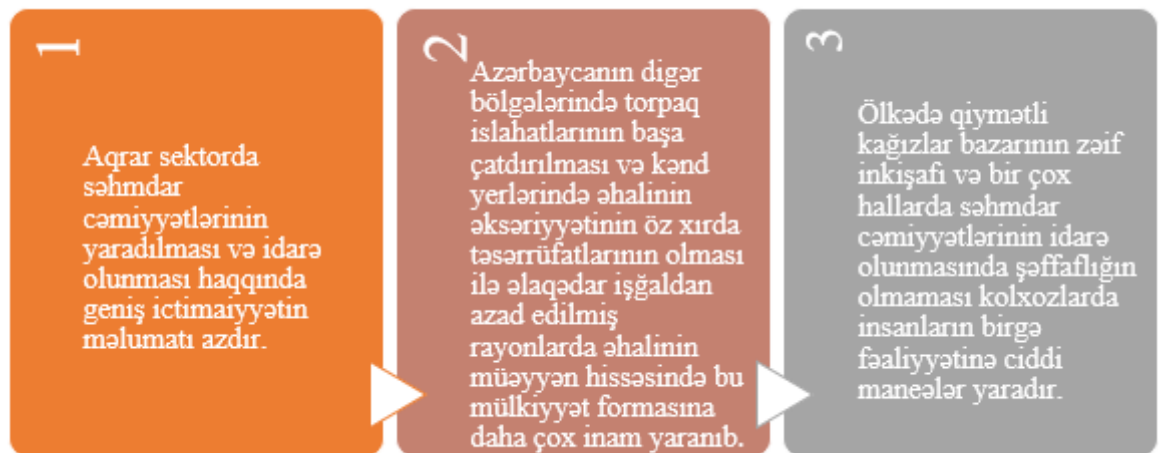 1
Aqrar sektorda
səhmdar
cəmiyyətlərinin
yaradılması və idarə
olunması haqqında
geniş ictimaiyyətin
məlumatı azdır.
2
Azərbaycanın digər
bölgələrində torpaq
islahatlarının başa
çatdırılması və kənd
yerlərində əhalinin
əksəriyyətinin öz xırda
təsərrüfatlarının olması
ilə əlaqədar işğaldan
azad edilmiş
rayonlarda əhalinin
müəyyən hissəsində bu
mülkiyyət formasına
daha çox inam yaranıb.
3
Ölkədə qiymətli
kağızlar bazarının zəif
inkişafı və bir çox
hallarda səhmdar
cəmiyyətlərinin idarə
olunmasında şəffaflığın
olmaması kolxozlarda
insanların birgə
fəaliyyətinə ciddi
maneələr yaradır.